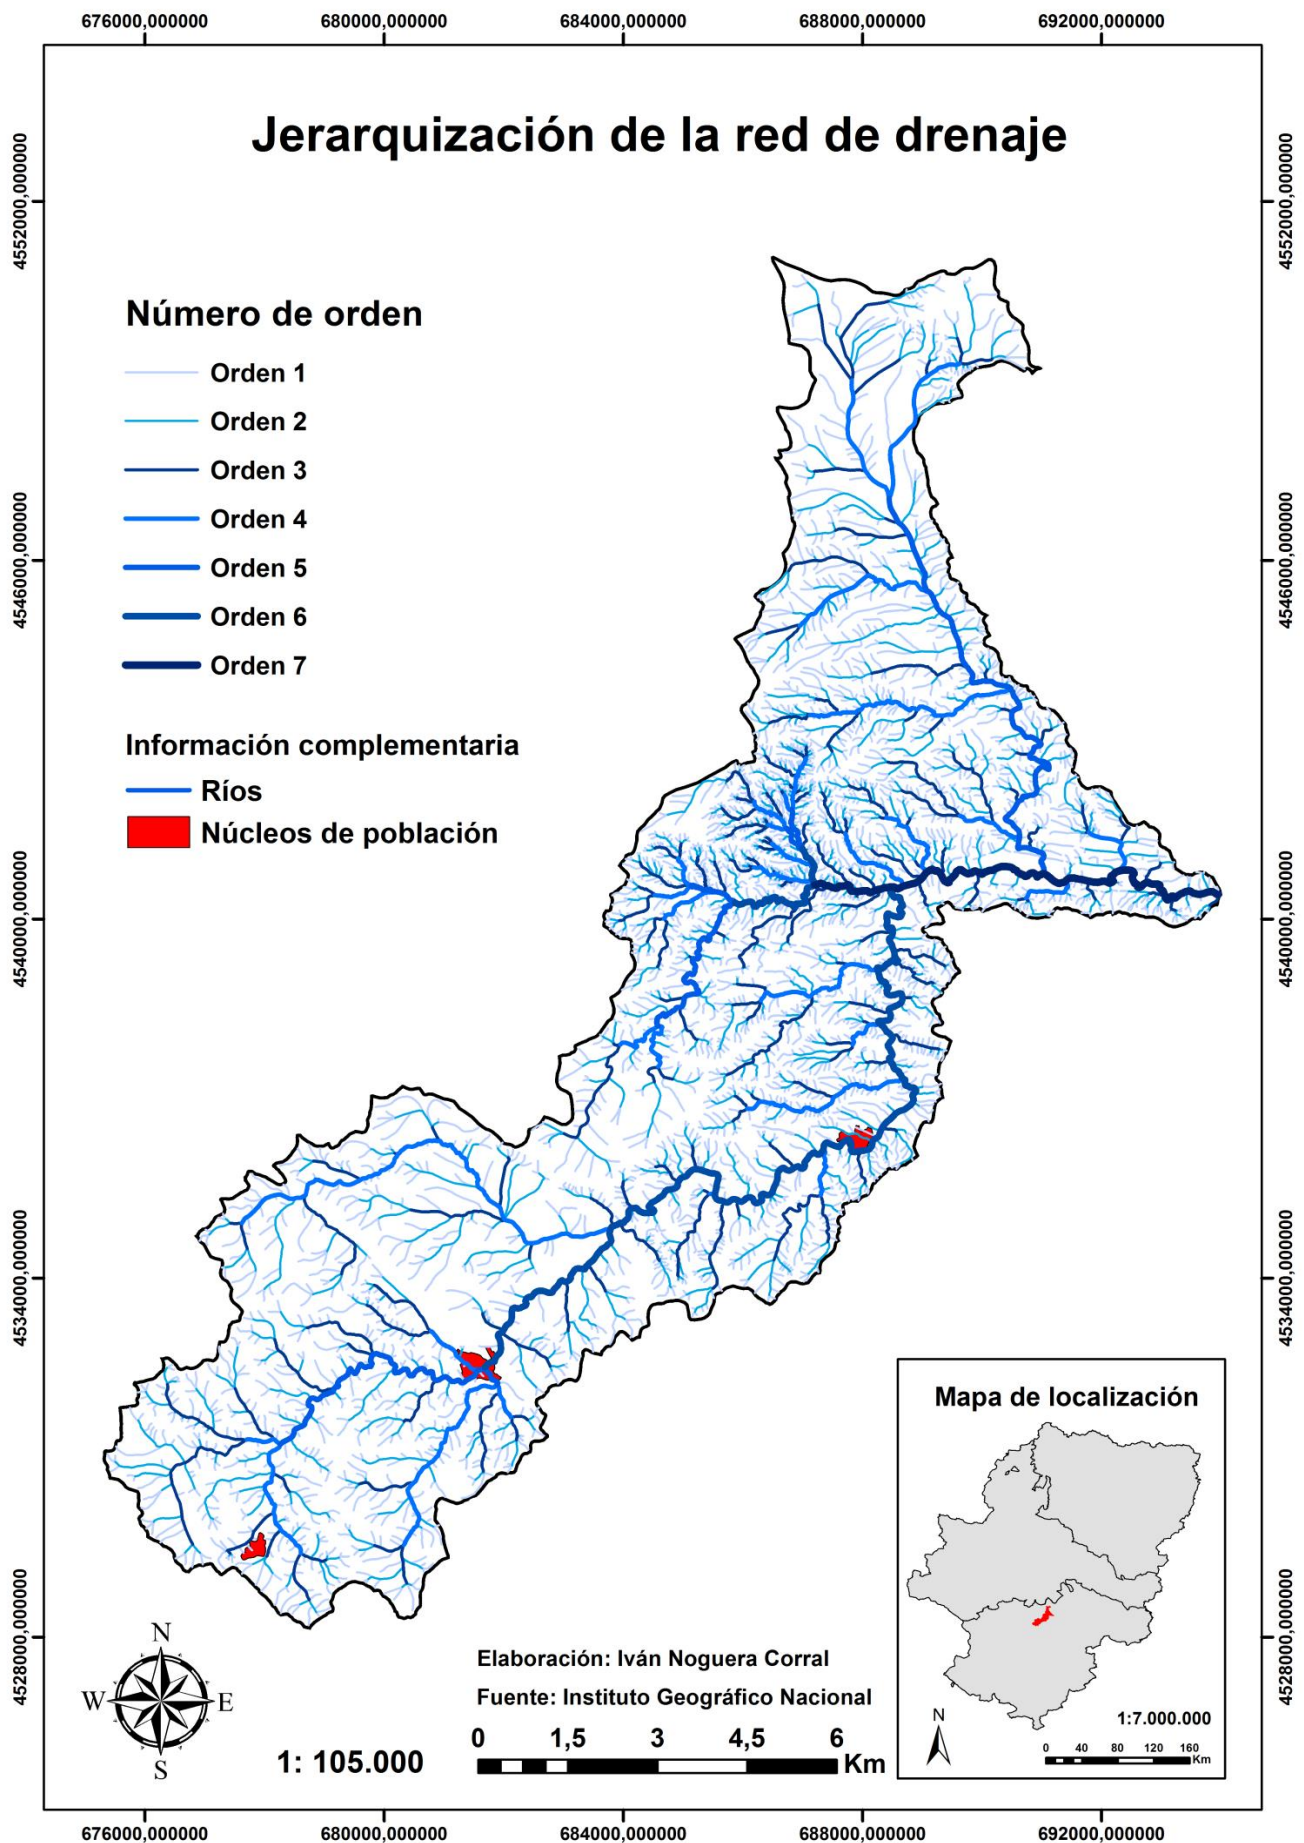 676000,000000 680000,000000 684000,000000 688000,000000 692000,000000
Jerarquización de la red de drenaje
4552000,000000
4552000,000000
Número de orden
Orden 1
Orden 2
Orden 3
Orden 4
Orden 5
Orden 6
Orden 7
4546000,000000
4546000,000000
Información complementaria
Ríos
Núcleos de población
4540000,000000
4540000,000000
4534000,000000
4534000,000000
Mapa de localización
N
1:7.000.000
0 40 80 120 160
Km
4528000,000000
4528000,000000
N
W E
S
Elaboración: Iván Noguera Corral
Fuente: Instituto Geográfico Nacional
1: 105.000
0 1,5 3 4,5 6
Km
676000,000000 680000,000000 684000,000000 688000,000000 692000,000000